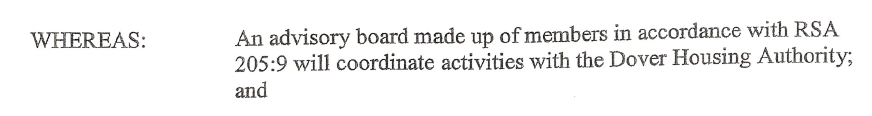 WHEREAS: An advisory board made up of members in accordance with RSA
205:9 will coordinate activities with the Dover Housing Authority;
and